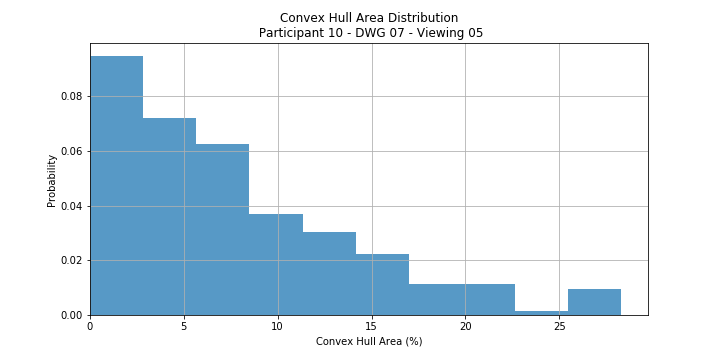 Convex Hull Area Distribution
Participant 10 - DWG 07 - Viewing 05
Probability
0.08
0.06
0.04
0.02
0.00
0 5 10 15 20 25
Convex Hull Area (%)